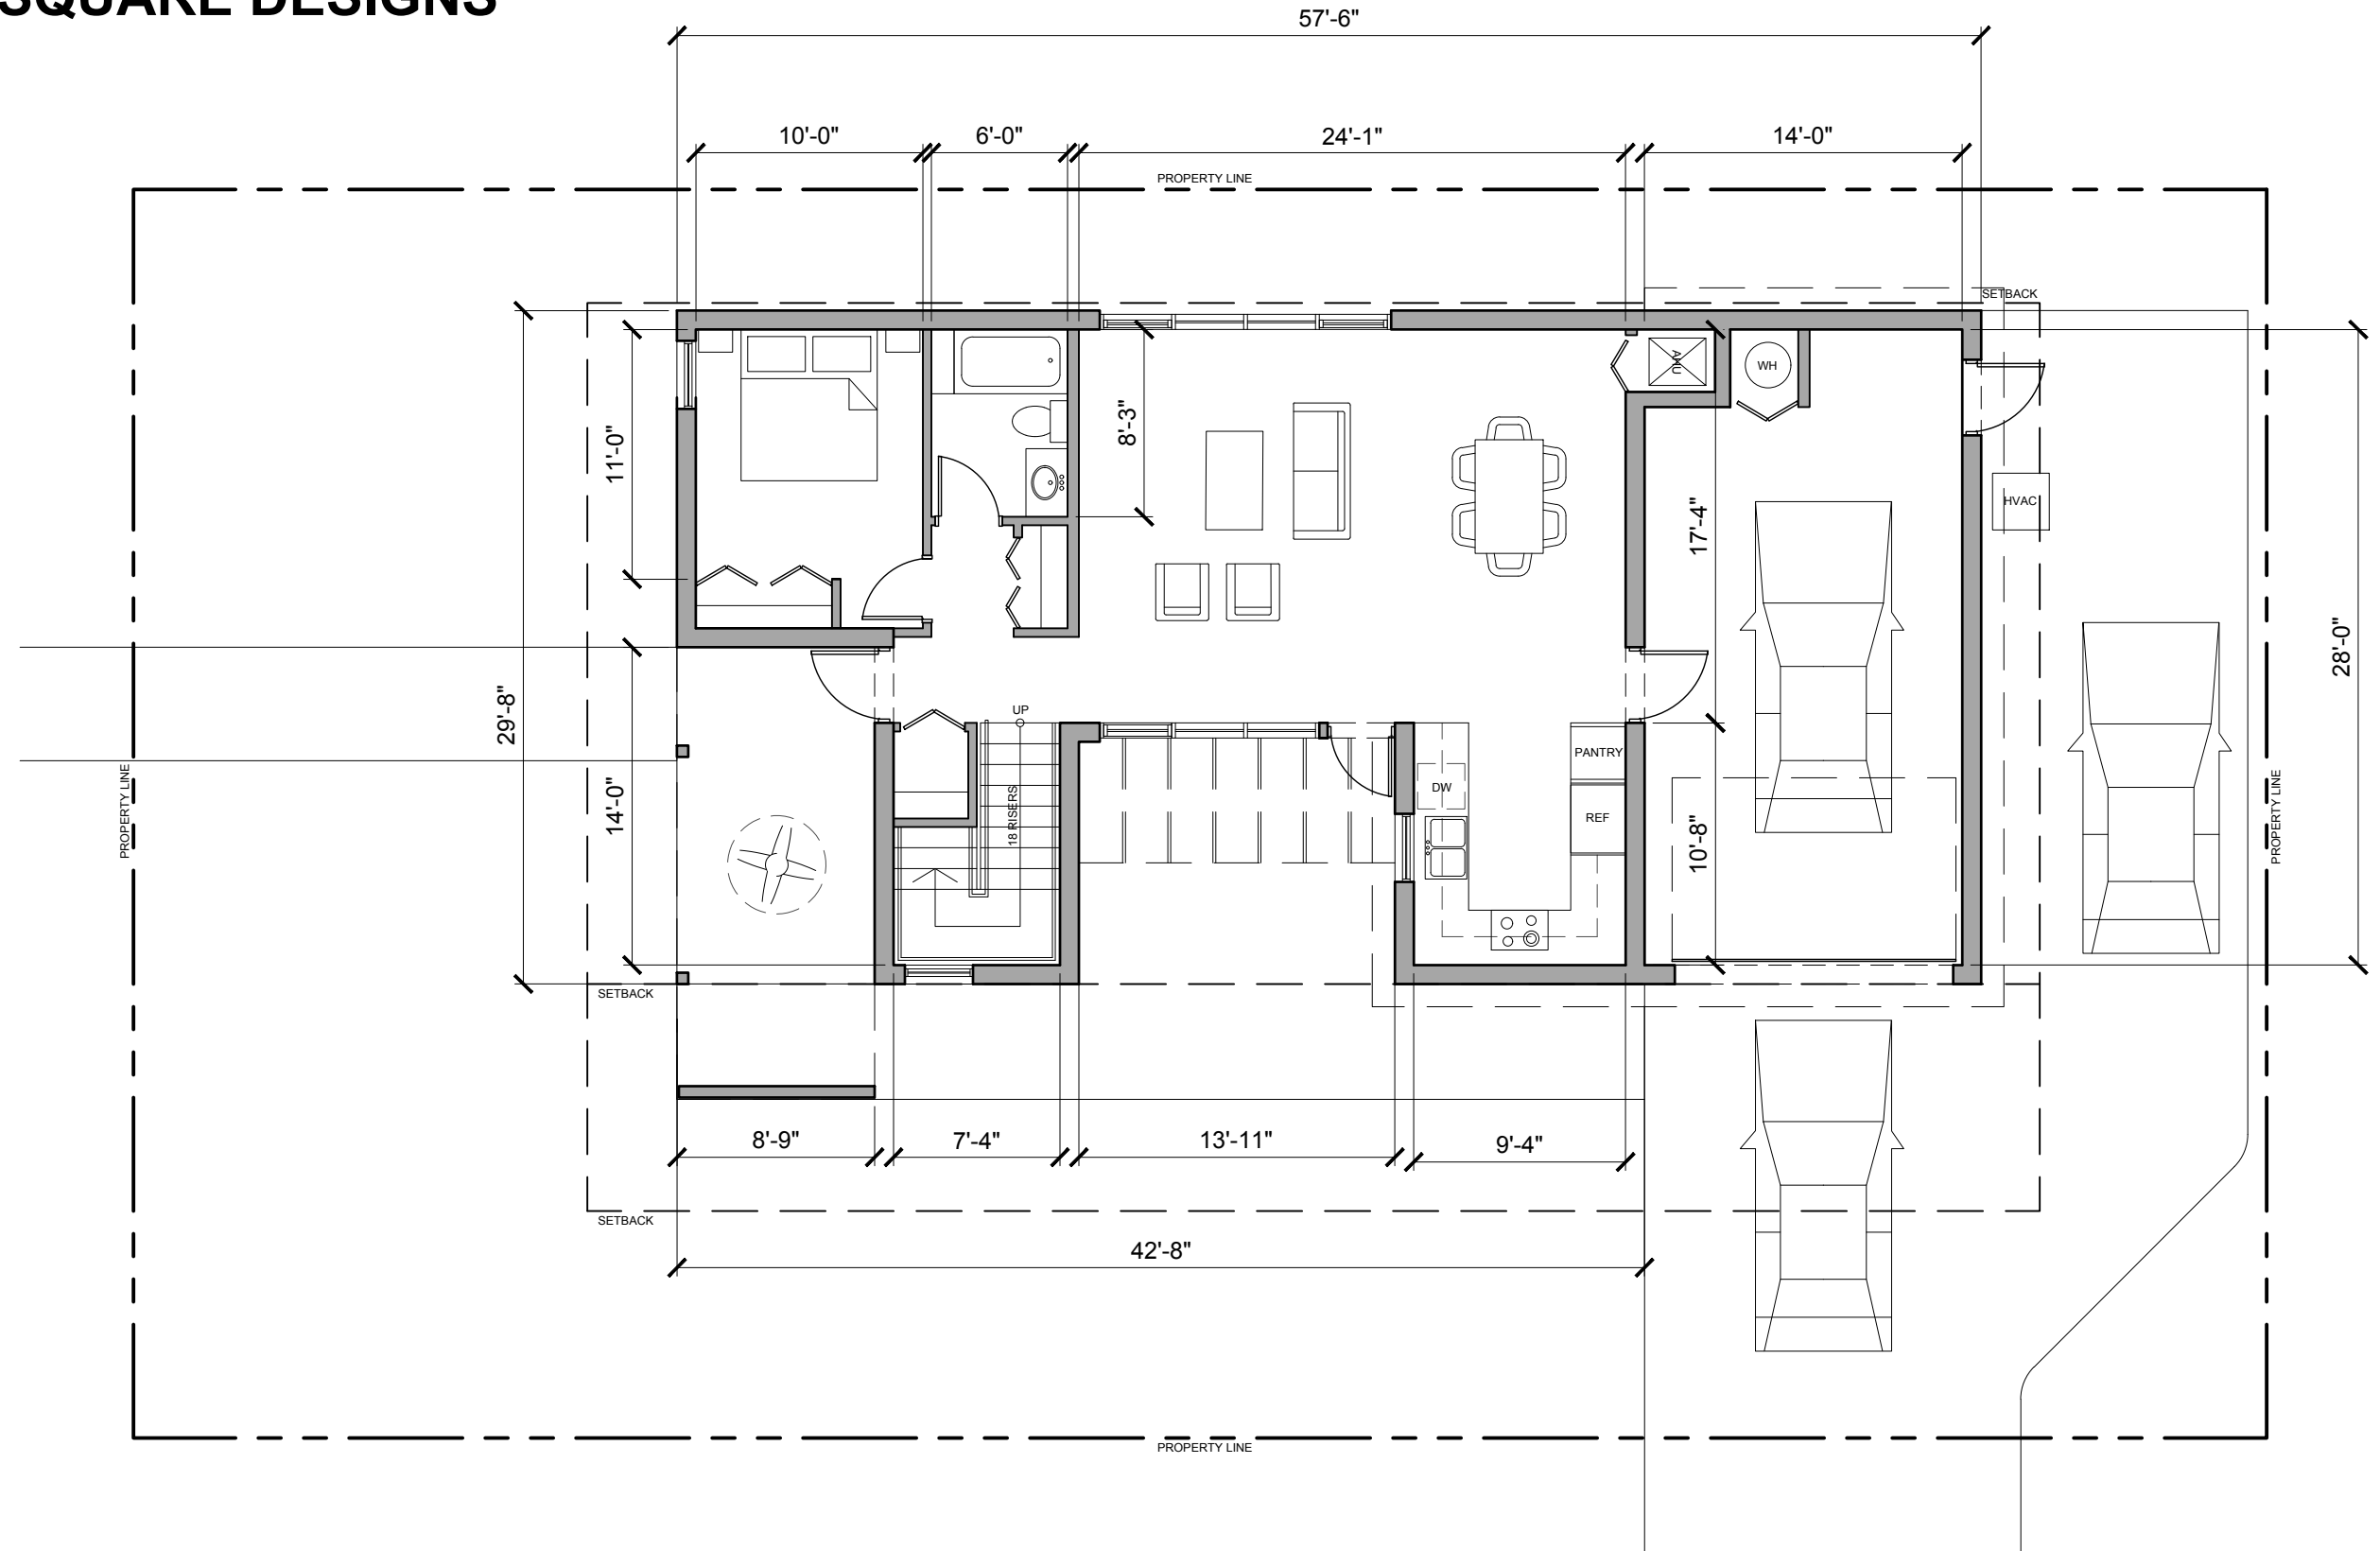 SQUARE DESIGNS
57'-6"
10'-0"
6'-0"
24'-1"
14'-0"
PROPERTY LINE
SETBACK
AHU
WH
8'-3"
11'-0"
HVAC
17'-4"
28'-0"
29'-8"
UP
PANTRY
DW
REF
18 RISERS
14'-0"
10'-8"
PROPERTY LINE
PROPERTY LINE
SETBACK
8'-9"
7'-4"
13'-11"
9'-4"
SETBACK
42'-8"
PROPERTY LINE